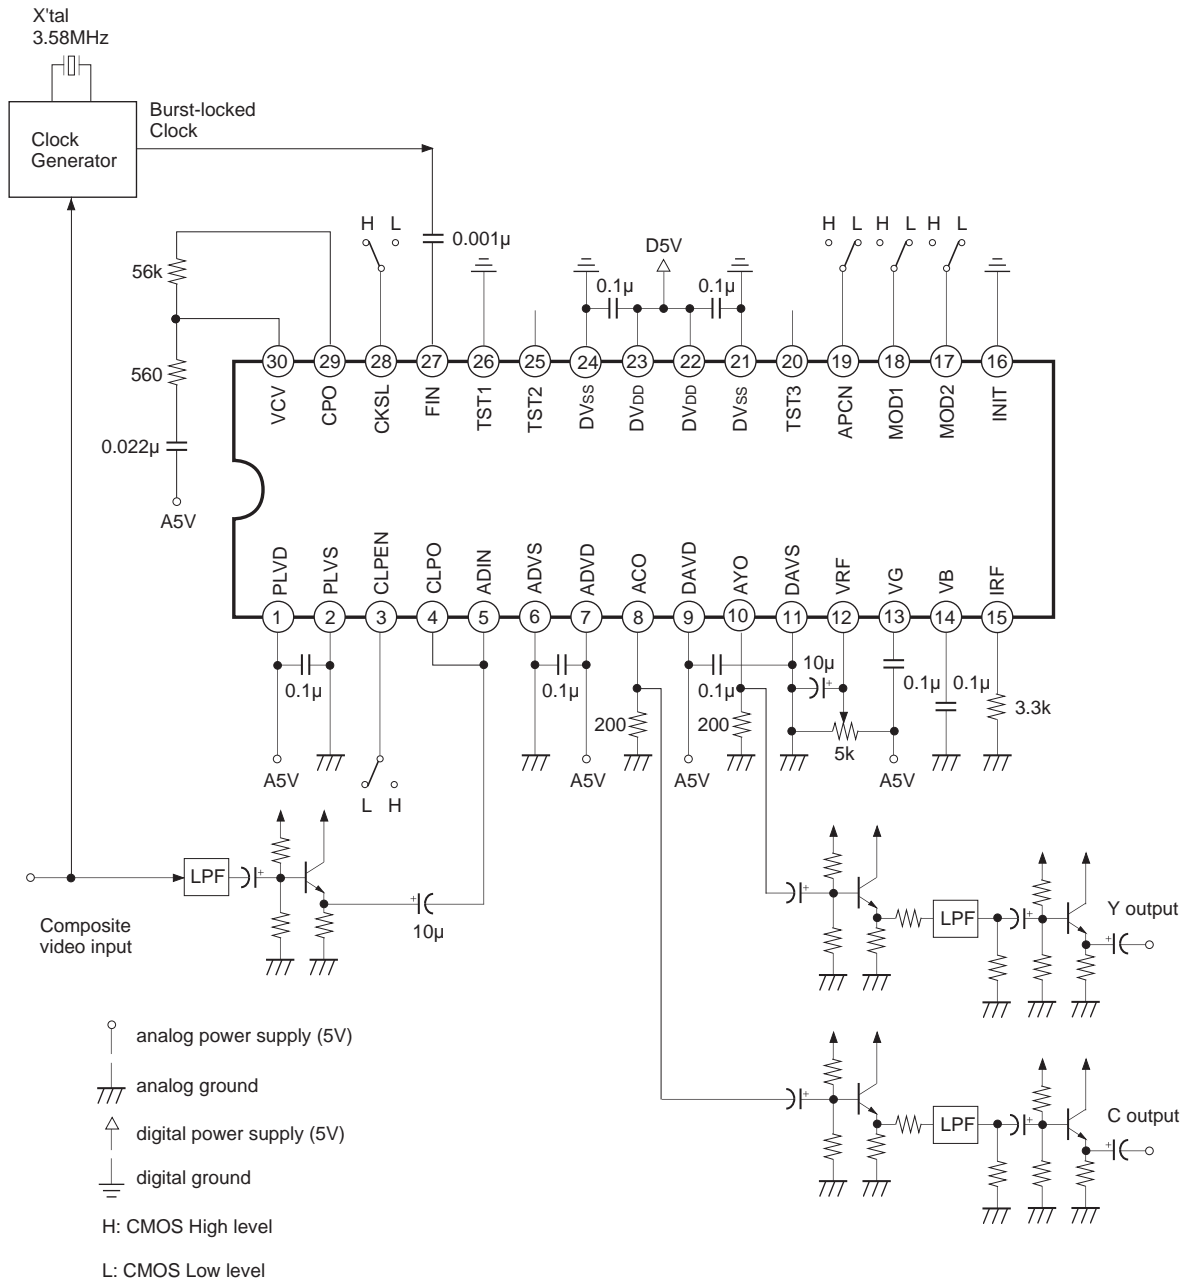 X'tal
3.58MHz
Burst-locked
Clock
Clock
Generator
H L
0.001µ
D5V
H L H L H L
56k
0.1µ 0.1µ
560
0.022µ
A5V
30 29 28 27 26 25 24 23 22 21 20 19 18 17 16
VCV CPO CKSL FIN TST1 TST2 DVSS DVDD DVDD DVSS TST3 APCN MOD1 MOD2 INIT
PLVD PLVS CLPEN CLPO ADIN ADVS ADVD ACO DAVD AYO DAVS VRF VG VB IRF
1 2 3 4 5 6 7 8 9 10 11 12 13 14 15
0.1µ 0.1µ 0.1µ 10µ 0.1µ 0.1µ
200 200 5k 3.3k
A5V A5V A5V A5V
L H
LPF
10µ
Composite
video input
LPF
Y output
LPF
C output
analog power supply (5V)
analog ground
digital power supply (5V)
digital ground
H: CMOS High level
L: CMOS Low level